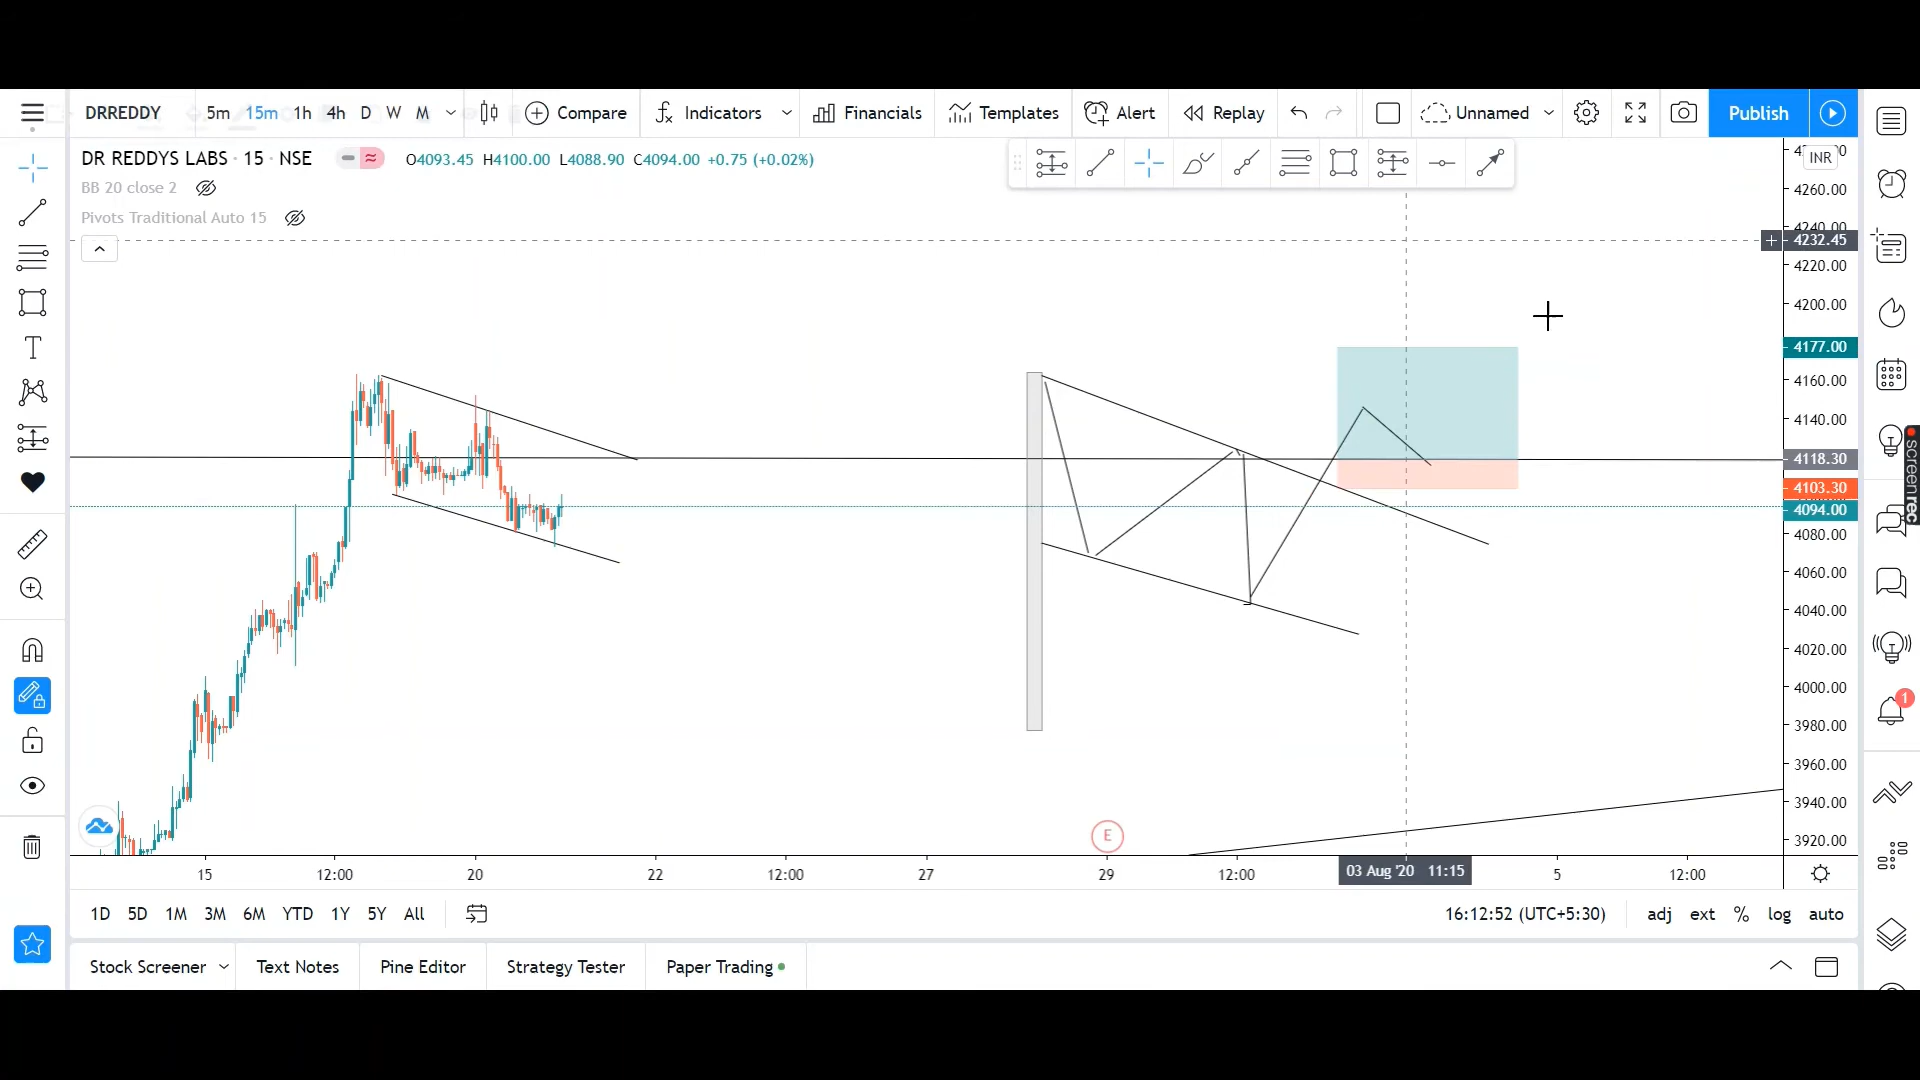 DRREDDY 5m 15m 1h 4h D W M Compare Indicators Financials Templates Alert Replay Unnamed Publish
DR REDDYS LABS · 15 · NSE O4093.45 H4100.00 L4088.90 C4094.00 +0.75 (+0.02%)
INR
BB 20 close 2
Pivots Traditional Auto 15
4260.00
4240.00
4232.45
4220.00
4200.00
4177.00
4160.00
4140.00
4118.30
4103.30
4094.00
4080.00
4060.00
4040.00
4020.00
4000.00
3980.00
3960.00
3940.00
3920.00
screenrec
1
E
15 12:00 20 22 12:00 27 29 12:00 03 Aug '20 11:15 5 12:00
1D 5D 1M 3M 6M YTD 1Y 5Y All 16:12:52 (UTC+5:30) adj ext % log auto
Stock Screener Text Notes Pine Editor Strategy Tester Paper Trading